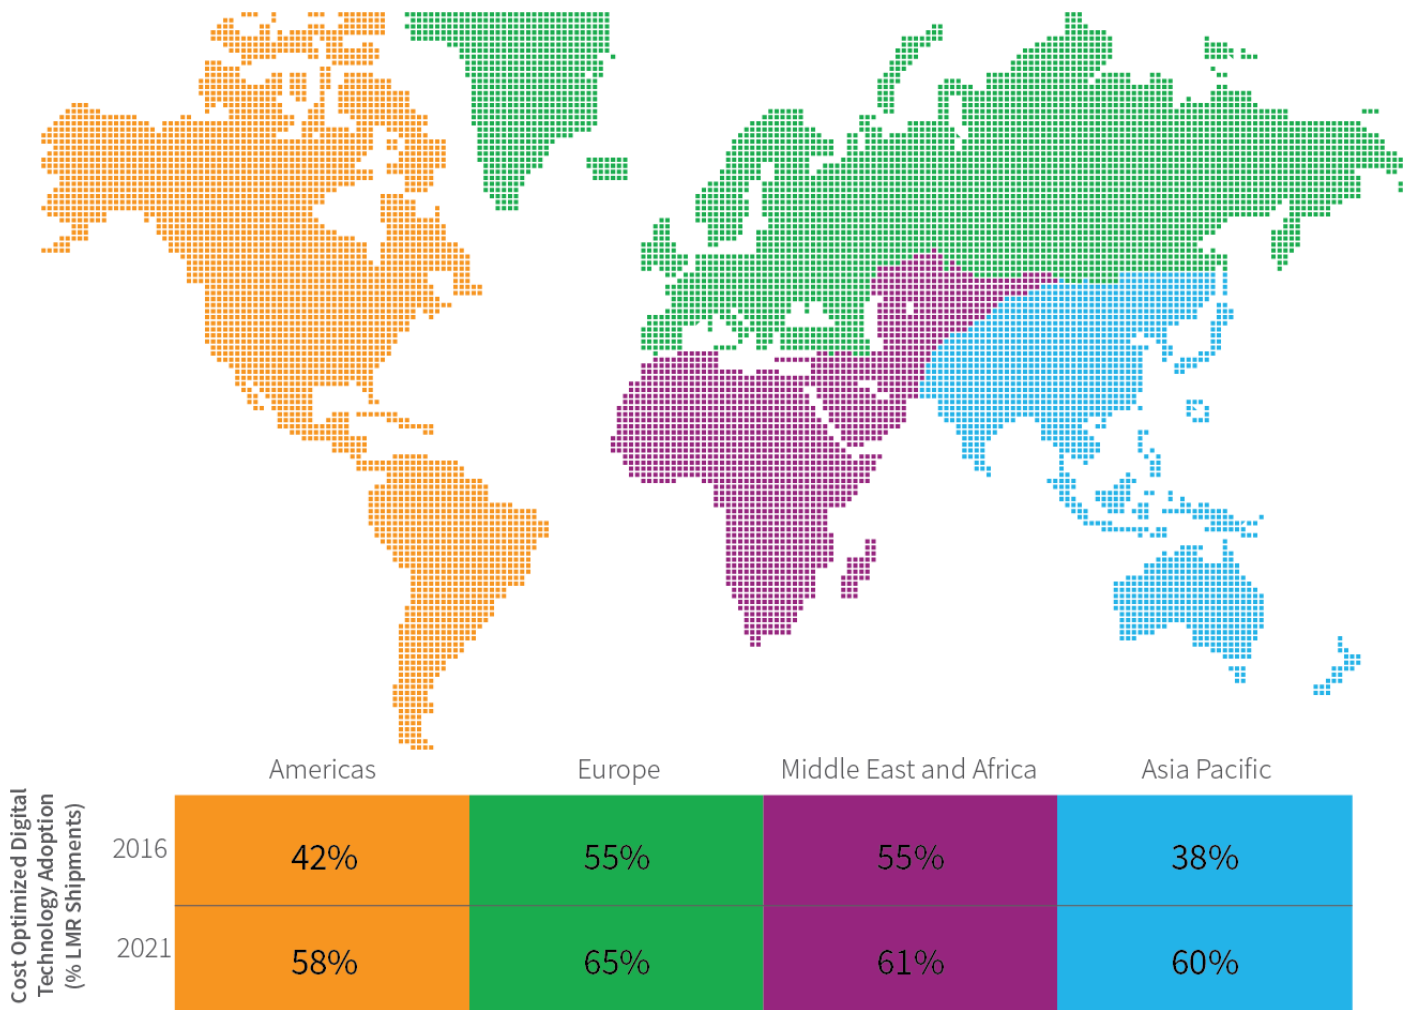 Americas Europe Middle East and Africa Asia Pacific
Cost Optimized Digital
Technology Adoption
(% LMR Shipments)
2016 42% 55% 55% 38%
2021 58% 65% 61% 60%